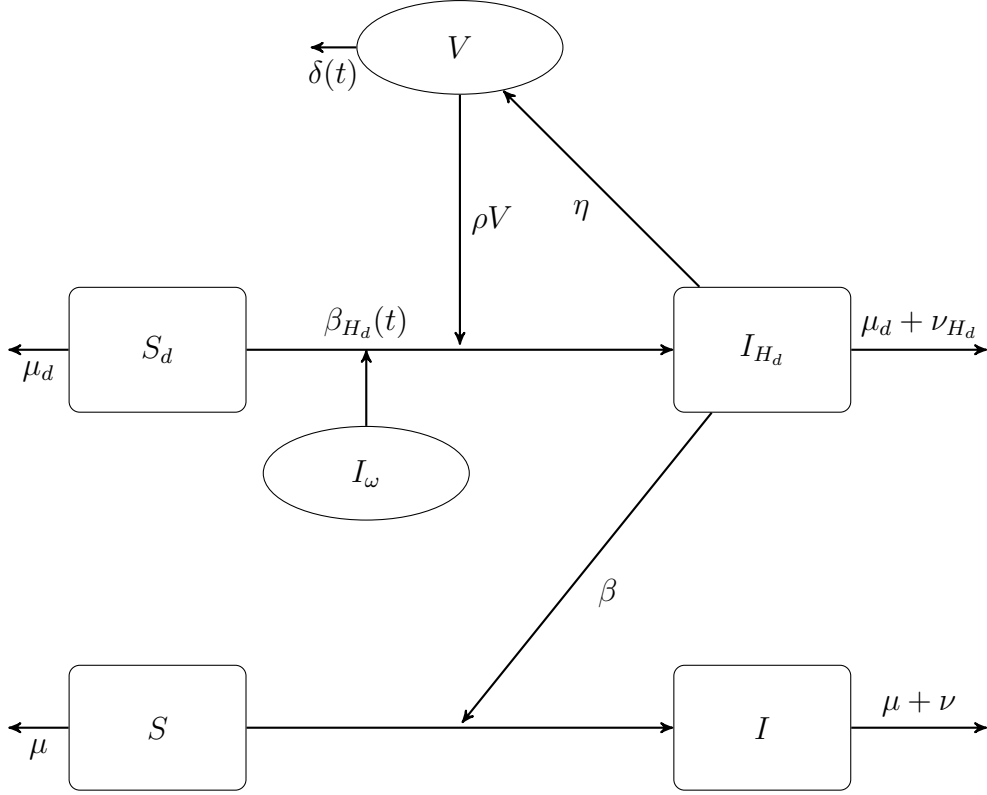 V
δ(t)
ρV
η
β_{H_d}(t)
S_d
I_{H_d}
μ_d + ν_{H_d}
μ_d
I_ω
β
S
I
μ + ν
μ